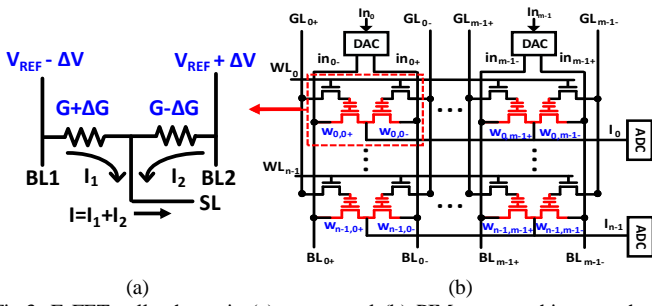 V_REF - ΔV
V_REF + ΔV
G+ΔG
G-ΔG
BL1
I_1
I_2
BL2
I=I_1+I_2
SL
(a)
GL_0+ In_0 GL_0- GL_m-1+ In_m-1 GL_m-1-
DAC DAC
in_0- in_0+ in_m-1- in_m-1+
WL_0
w_0,0+ w_0,0- w_0,m-1+ w_0,m-1-
I_0
ADC
WL_n-1
w_n-1,0+ w_n-1,0- w_n-1,m-1+ w_n-1,m-1-
I_n-1
ADC
BL_0+ BL_0- BL_m-1+ BL_m-1-
(b)